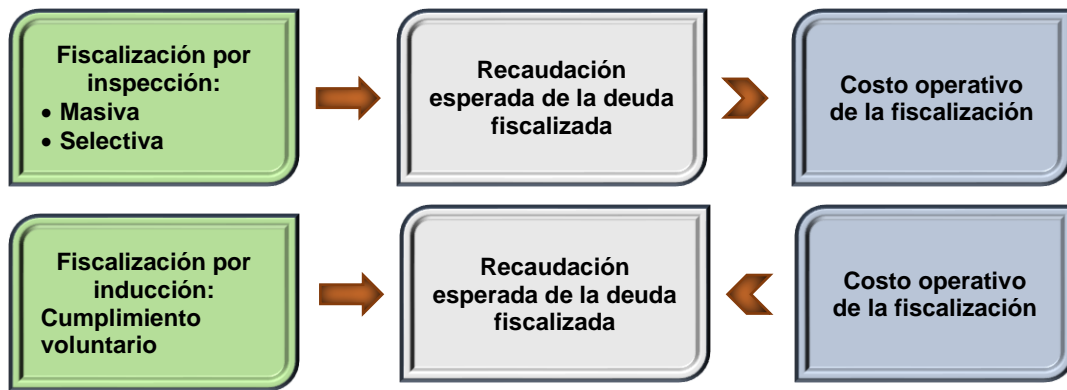 Fiscalización por
inspección:
• Masiva
• Selectiva
Recaudación
esperada de la deuda
fiscalizada
Costo operativo
de la fiscalización
Fiscalización por
inducción:
Cumplimiento
voluntario
Recaudación
esperada de la deuda
fiscalizada
Costo operativo
de la fiscalización